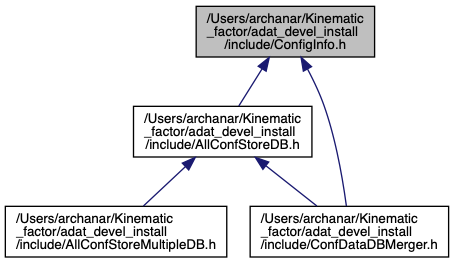 /Users/archanar/Kinematic
_factor/adat_devel_install
/include/ConfigInfo.h
/Users/archanar/Kinematic
_factor/adat_devel_install
/include/AllConfStoreDB.h
/Users/archanar/Kinematic
_factor/adat_devel_install
/include/AllConfStoreMultipleDB.h
/Users/archanar/Kinematic
_factor/adat_devel_install
/include/ConfDataDBMerger.h